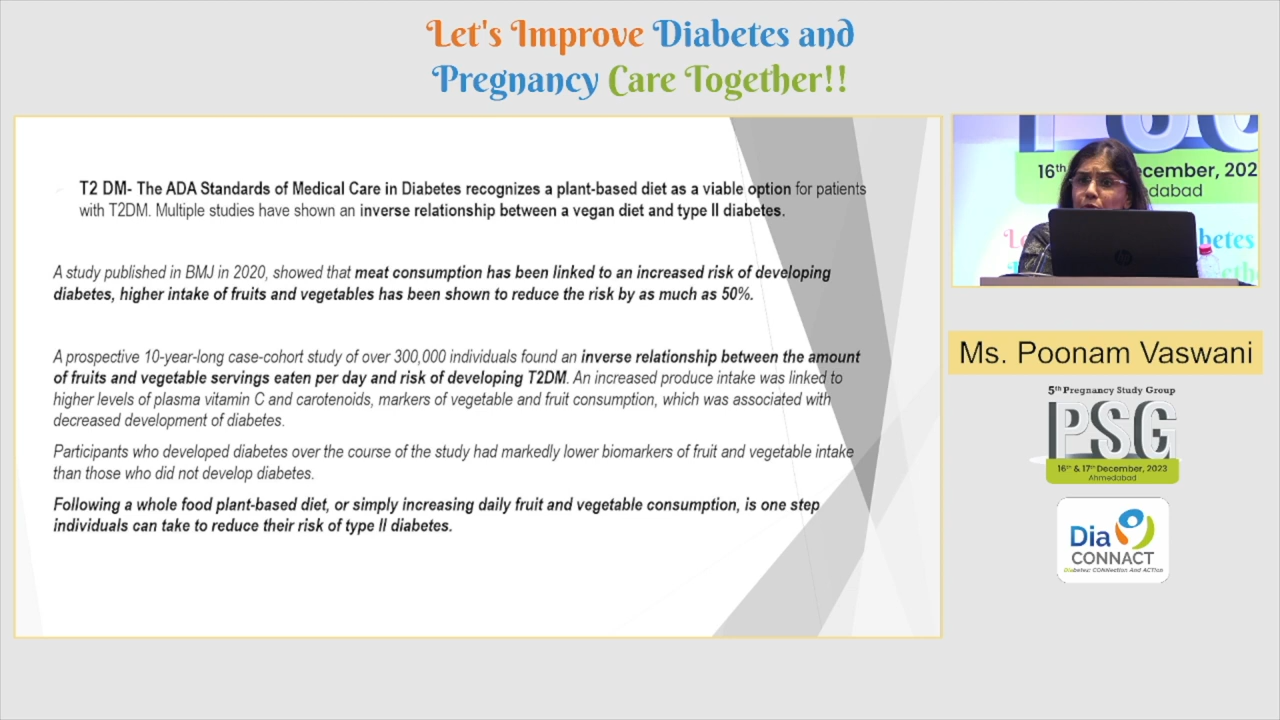 Let's Improve Diabetes and
Pregnancy Care Together!!
T2 DM- The ADA Standards of Medical Care in Diabetes recognizes a plant-based diet as a viable option for patients
with T2DM. Multiple studies have shown an inverse relationship between a vegan diet and type II diabetes.
A study published in BMJ in 2020, showed that meat consumption has been linked to an increased risk of developing
diabetes, higher intake of fruits and vegetables has been shown to reduce the risk by as much as 50%.
A prospective 10-year-long case-cohort study of over 300,000 individuals found an inverse relationship between the amount
of fruits and vegetable servings eaten per day and risk of developing T2DM. An increased produce intake was linked to
higher levels of plasma vitamin C and carotenoids, markers of vegetable and fruit consumption, which was associated with
decreased development of diabetes.
Participants who developed diabetes over the course of the study had markedly lower biomarkers of fruit and vegetable intake
than those who did not develop diabetes.
Following a whole food plant-based diet, or simply increasing daily fruit and vegetable consumption, is one step
individuals can take to reduce their risk of type II diabetes.
16th
ecember, 202
edabad
betes
Ms. Poonam Vaswani
5th Pregnancy Study Group
PSG
16th & 17th December, 2023
Ahmedabad
Dia
CONNACT
Diabetes: CONNection And ACTion